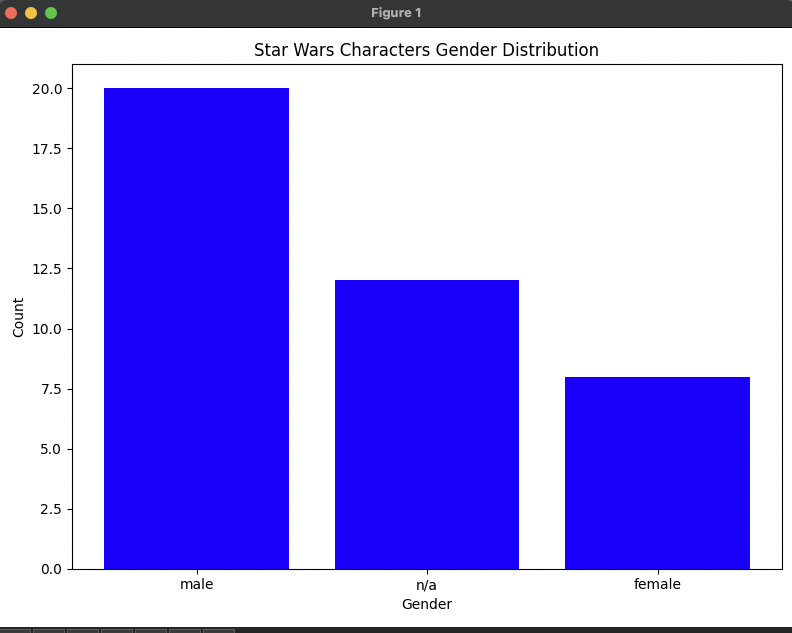 Figure 1
Star Wars Characters Gender Distribution
20.0
17.5
15.0
12.5
10.0
7.5
5.0
2.5
0.0
Count
male n/a female
Gender